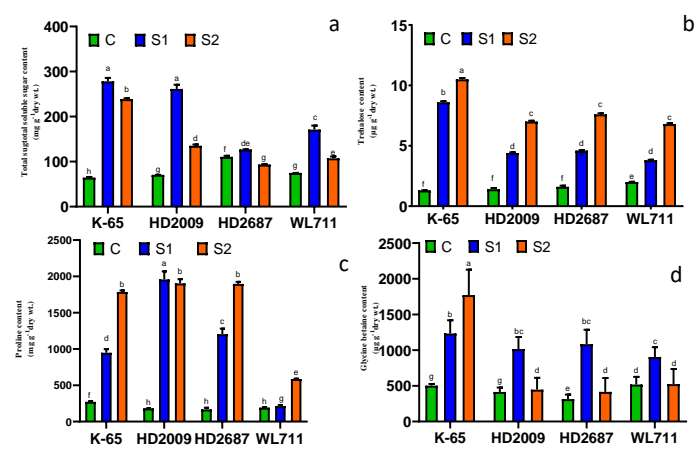 a
C S1 S2
Total sugtotal soluble sugar content
(mg g⁻¹dry wt.)
400
300
200
100
0
h a b
g a d
f de g
g c e
K-65 HD2009 HD2687 WL711
b
C S1 S2
Trehalose content
(µg g⁻¹dry wt.)
15
10
5
0
f b a
f d c
f d c
e d c
K-65 HD2009 HD2687 WL711
c
C S1 S2
Proline content
(mg g⁻¹dry wt.)
2500
2000
1500
1000
500
0
f d b
h a b
h c b
h g e
K-65 HD2009 HD2687 WL711
d
C S1 S2
Glycine betaine content
(µg g⁻¹dry wt.)
2500
2000
1500
1000
500
0
g b a
g bc d
e bc d
d c d
K-65 HD2009 HD2687 WL711